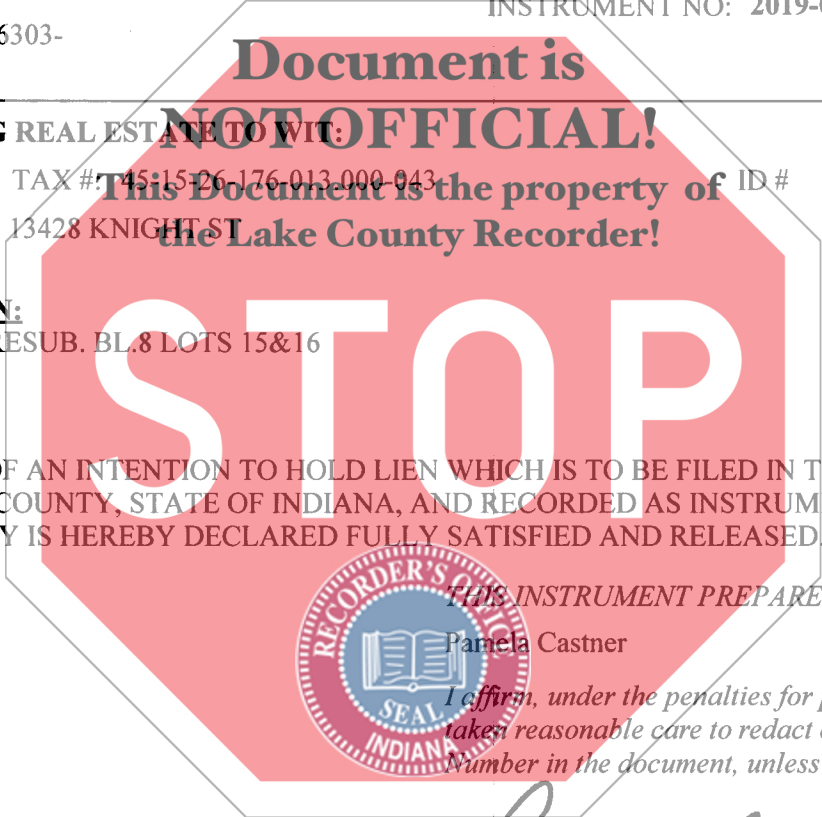 INSTRUMENT NO: 2019-0
6303-
Document is
NOT OFFICIAL!
G REAL ESTATE TO WIT:
TAX #: 45-15-26-176-013.000-043 ID #
This Document is the property of
13428 KNIGHT ST
the Lake County Recorder!
N:
RESUB. BL.8 LOTS 15&16
STOP
OF AN INTENTION TO HOLD LIEN WHICH IS TO BE FILED IN T
COUNTY, STATE OF INDIANA, AND RECORDED AS INSTRUM
Y IS HEREBY DECLARED FULLY SATISFIED AND RELEASED.
THIS INSTRUMENT PREPARE
Pamela Castner
I affirm, under the penalties for p
taken reasonable care to redact e
Number in the document, unless
RECORDER'S OFFIC
SEAL
INDIANA